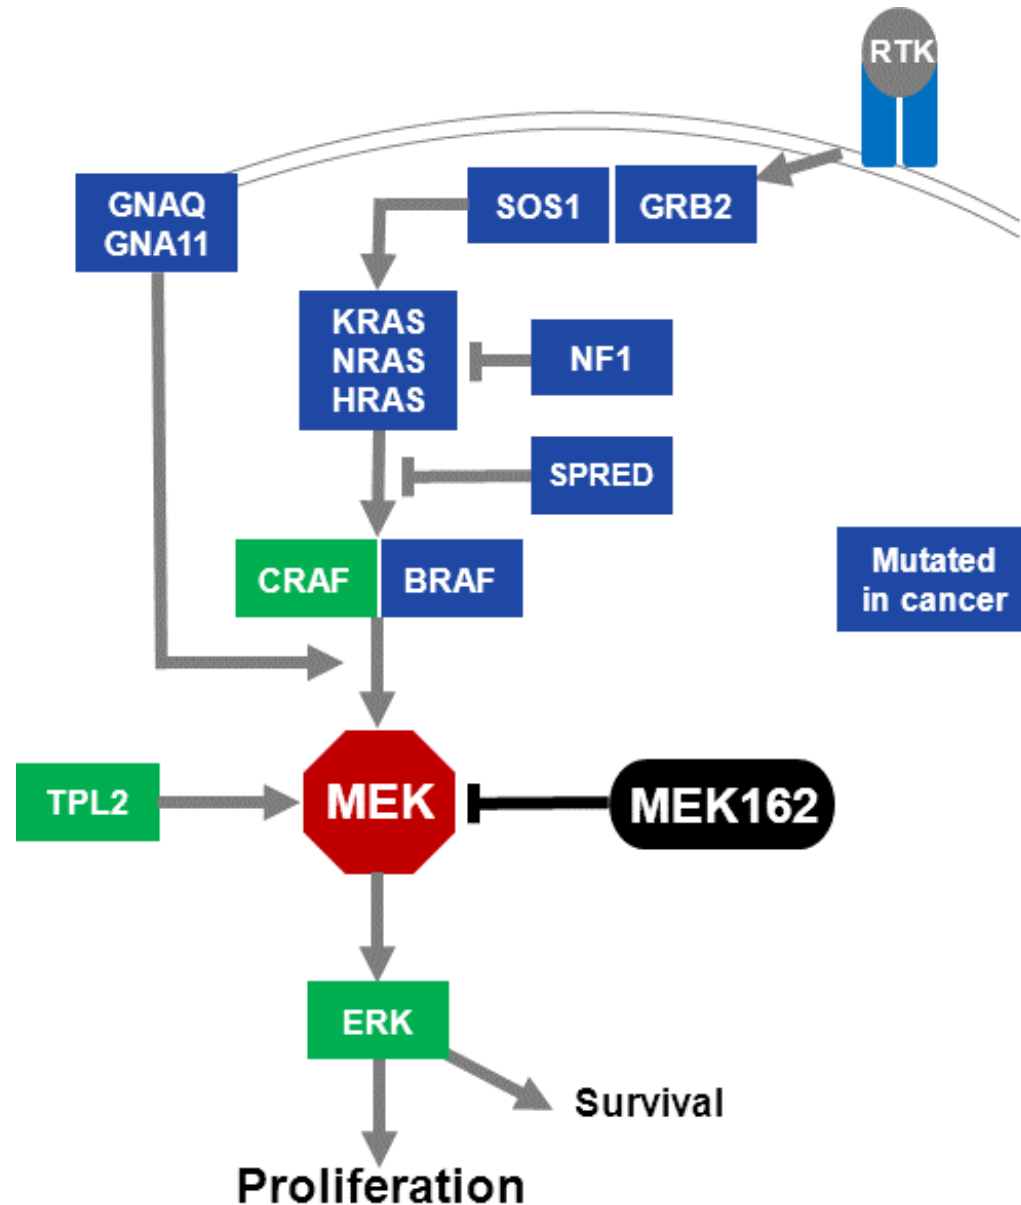 RTK
GNAQ
GNA11
SOS1
GRB2
KRAS
NRAS
HRAS
NF1
SPRED
CRAF
BRAF
Mutated
in cancer
TPL2
MEK
MEK162
ERK
Survival
Proliferation